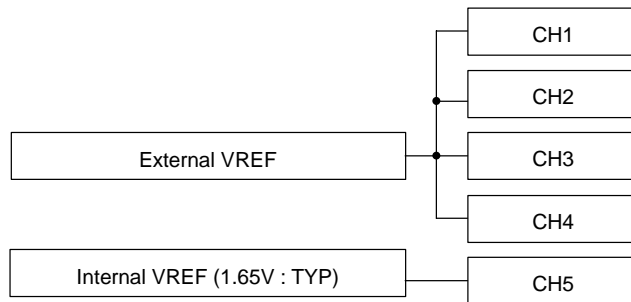 CH1
CH2
External VREF
CH3
CH4
Internal VREF (1.65V : TYP)
CH5